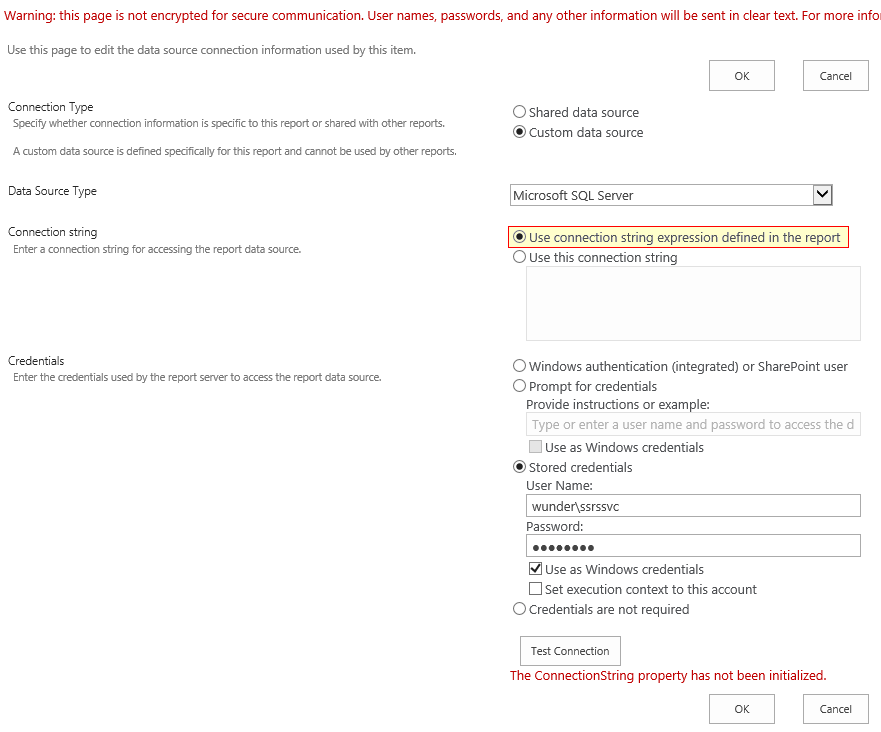 Warning: this page is not encrypted for secure communication. User names, passwords, and any other information will be sent in clear text. For more
Use this page to edit the data source connection information used by this item.
OK
Cancel
Connection Type
Specify whether connection information is specific to this report or shared with other reports.
A custom data source is defined specifically for this report and cannot be used by other reports.
Shared data source
Custom data source
Data Source Type
Microsoft SQL Server
Connection string
Enter a connection string for accessing the report data source.
Use connection string expression defined in the report
Use this connection string
Credentials
Enter the credentials used by the report server to access the report data source.
Windows authentication (integrated) or SharePoint user
Prompt for credentials
Provide instructions or example:
Type or enter a user name and password to access the d
Use as Windows credentials
Stored credentials
User Name:
wunder\ssrssvc
Password:
●●●●●●●●
Use as Windows credentials
Set execution context to this account
Credentials are not required
Test Connection
The ConnectionString property has not been initialized.
OK
Cancel